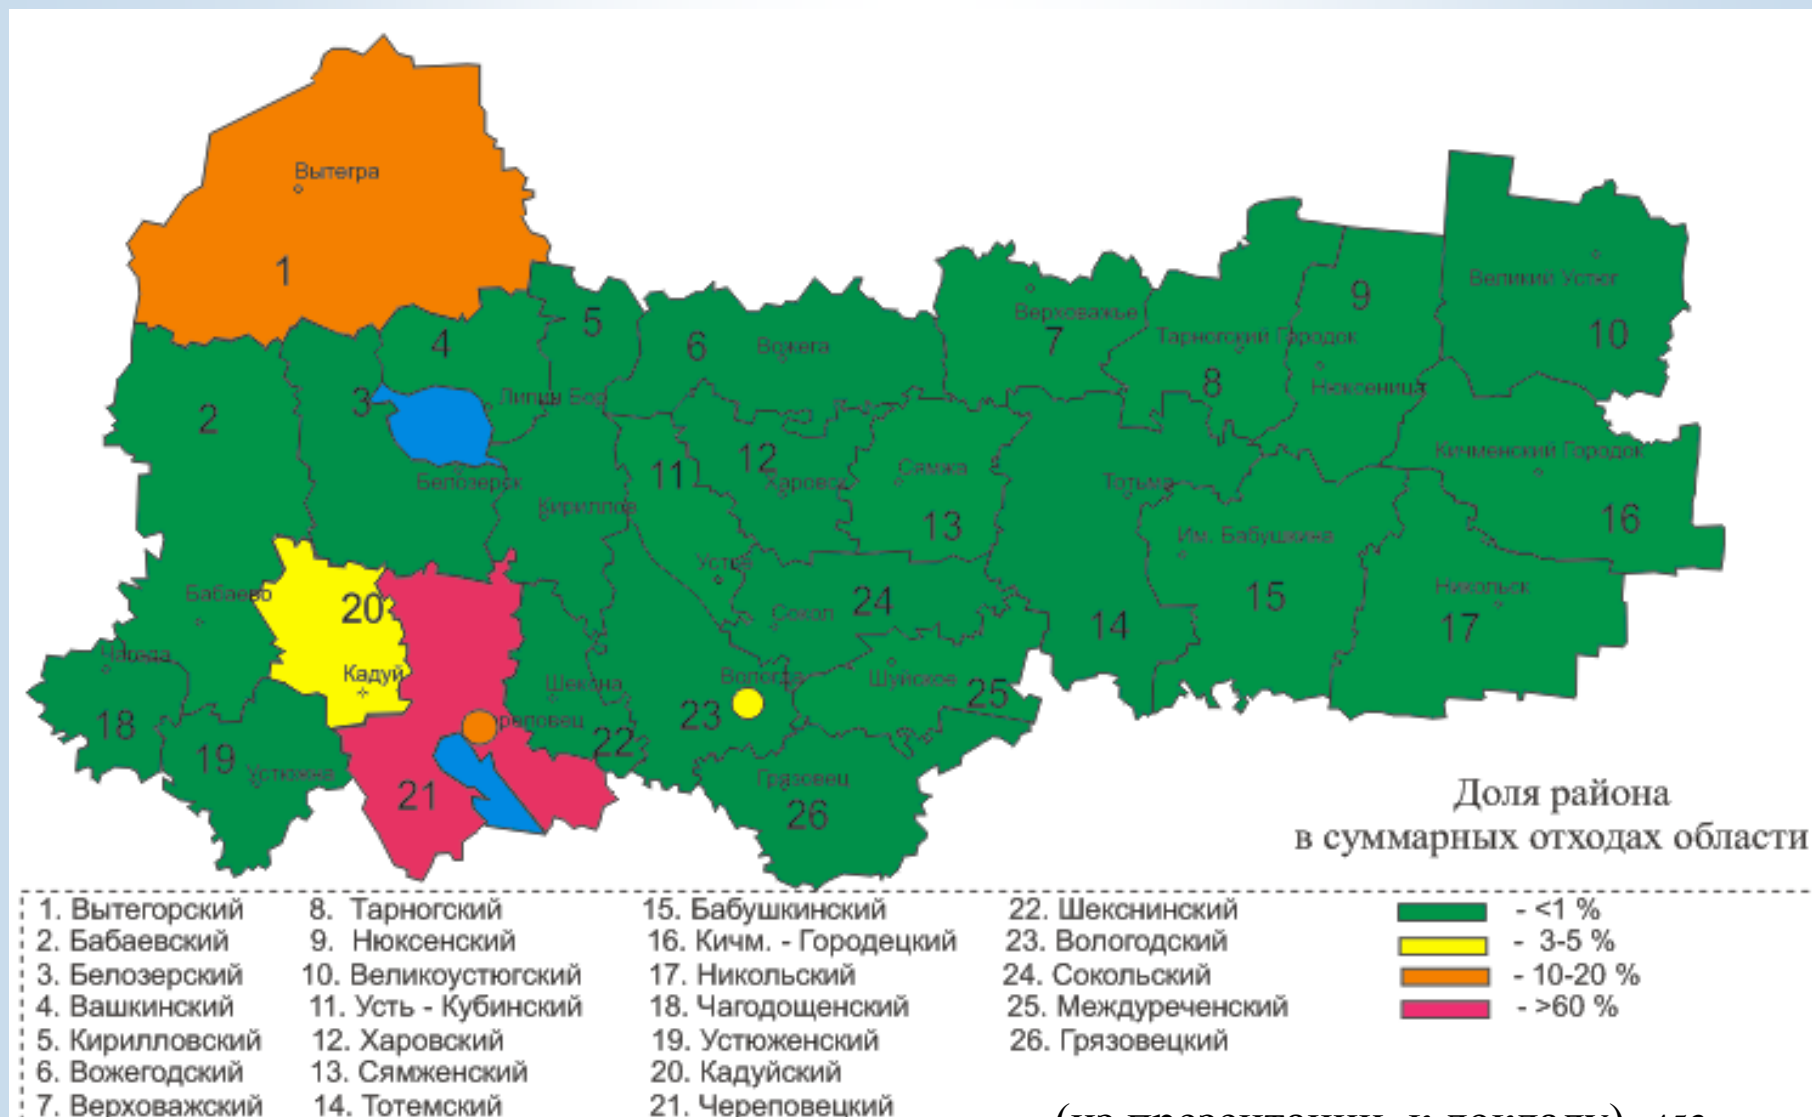 Вытегра
1
5
4
6
Вожега
Верховажье
7
Тарногский Городок
8
9
Нюксеница
Великий Устюг
10
2
3
Липин Бор
Белозерск
Кириллов
11
12
Харовск
Сямжа
13
Тотьма
Им. Бабушкина
Кичменский Городок
16
Бабаево
20
Кадуй
Устье
Сокол
24
14
15
Никольск
17
Чагода
18
19
Устюжна
21
Шексна
22
23
Вологда
Шуйское
25
Грязовец
26
Доля района
в суммарных отходах области
1. Вытегорский
2. Бабаевский
3. Белозерский
4. Вашкинский
5. Кирилловский
6. Вожегодский
7. Верховажский
8. Тарногский
9. Нюксенский
10. Великоустюгский
11. Усть - Кубинский
12. Харовский
13. Сямженский
14. Тотемский
15. Бабушкинский
16. Кичм. - Городецкий
17. Никольский
18. Чагодощенский
19. Устюженский
20. Кадуйский
21. Череповецкий
22. Шекснинский
23. Вологодский
24. Сокольский
25. Междуреченский
26. Грязовецкий
- <1 %
- 3-5 %
- 10-20 %
- >60 %
(из презентации к докладу)